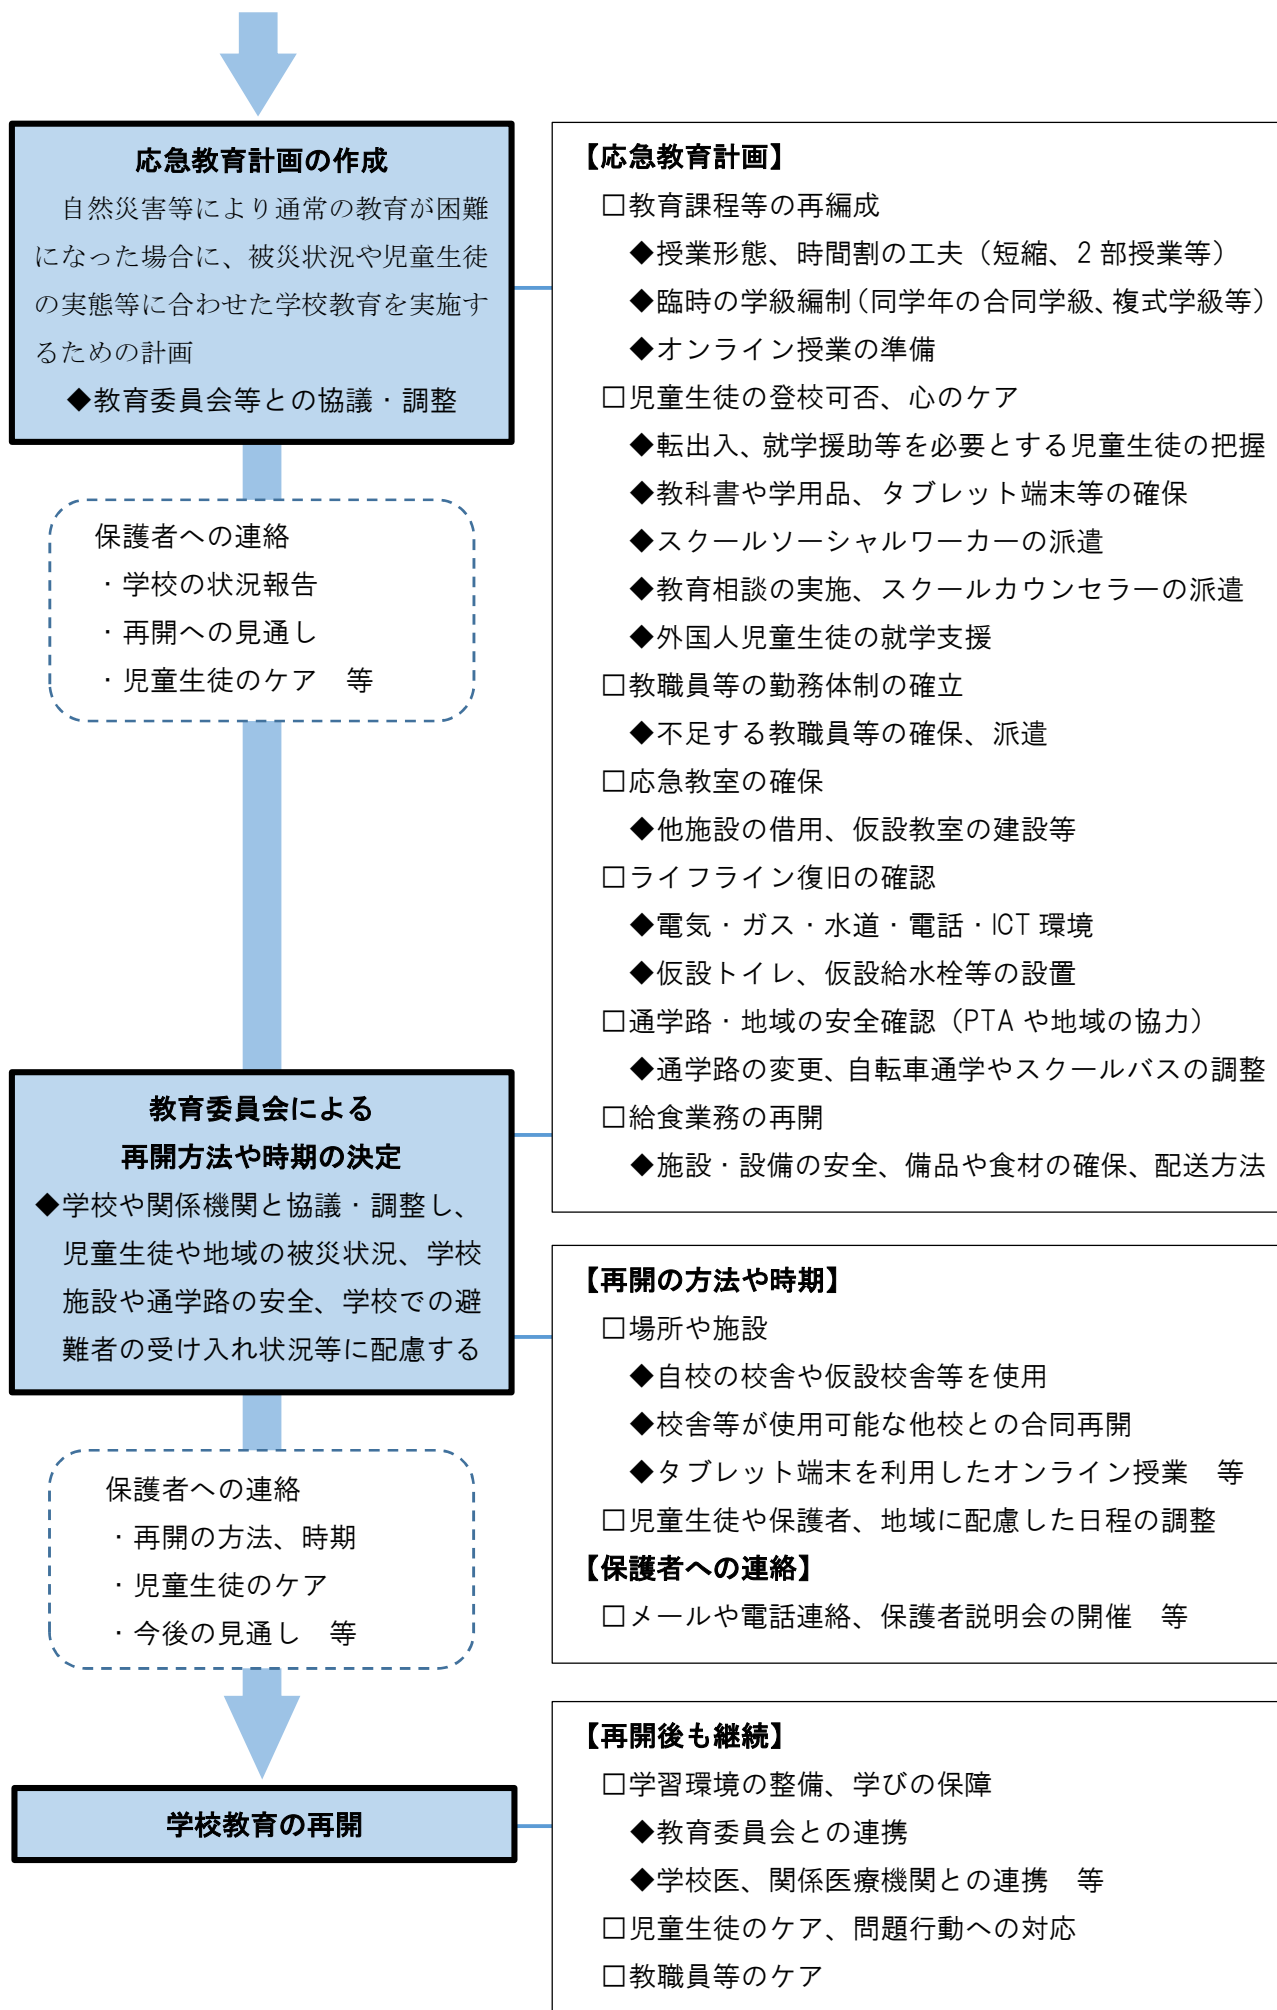 応急教育計画の作成
自然災害等により通常の教育が困難
になった場合に、被災状況や児童生徒
の実態等に合わせた学校教育を実施す
るための計画
◆教育委員会等との協議・調整
保護者への連絡
・学校の状況報告
・再開への見通し
・児童生徒のケア　等
教育委員会による
再開方法や時期の決定
◆学校や関係機関と協議・調整し、
児童生徒や地域の被災状況、学校
施設や通学路の安全、学校での避
難者の受け入れ状況等に配慮する
保護者への連絡
・再開の方法、時期
・児童生徒のケア
・今後の見通し　等
学校教育の再開
【応急教育計画】
□教育課程等の再編成
◆授業形態、時間割の工夫（短縮、2部授業等）
◆臨時の学級編制（同学年の合同学級、複式学級等）
◆オンライン授業の準備
□児童生徒の登校可否、心のケア
◆転出入、就学援助等を必要とする児童生徒の把握
◆教科書や学用品、タブレット端末等の確保
◆スクールソーシャルワーカーの派遣
◆教育相談の実施、スクールカウンセラーの派遣
◆外国人児童生徒の就学支援
□教職員等の勤務体制の確立
◆不足する教職員等の確保、派遣
□応急教室の確保
◆他施設の借用、仮設教室の建設等
□ライフライン復旧の確認
◆電気・ガス・水道・電話・ICT環境
◆仮設トイレ、仮設給水栓等の設置
□通学路・地域の安全確認（PTAや地域の協力）
◆通学路の変更、自転車通学やスクールバスの調整
□給食業務の再開
◆施設・設備の安全、備品や食材の確保、配送方法
【再開の方法や時期】
□場所や施設
◆自校の校舎や仮設校舎等を使用
◆校舎等が使用可能な他校との合同再開
◆タブレット端末を利用したオンライン授業　等
□児童生徒や保護者、地域に配慮した日程の調整
【保護者への連絡】
□メールや電話連絡、保護者説明会の開催　等
【再開後も継続】
□学習環境の整備、学びの保障
◆教育委員会との連携
◆学校医、関係医療機関との連携　等
□児童生徒のケア、問題行動への対応
□教職員等のケア